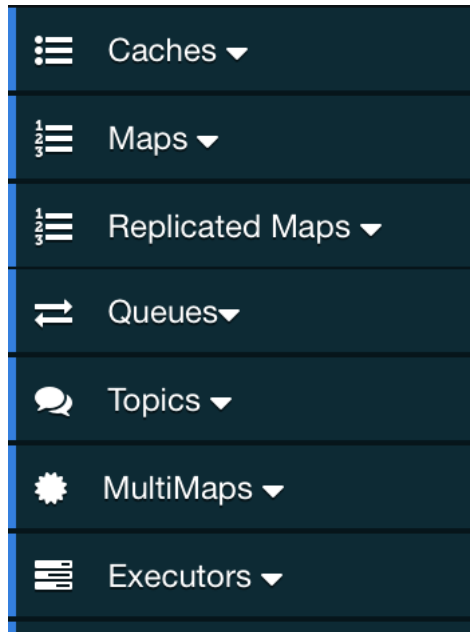 Caches
Maps
Replicated Maps
Queues
Topics
MultiMaps
Executors